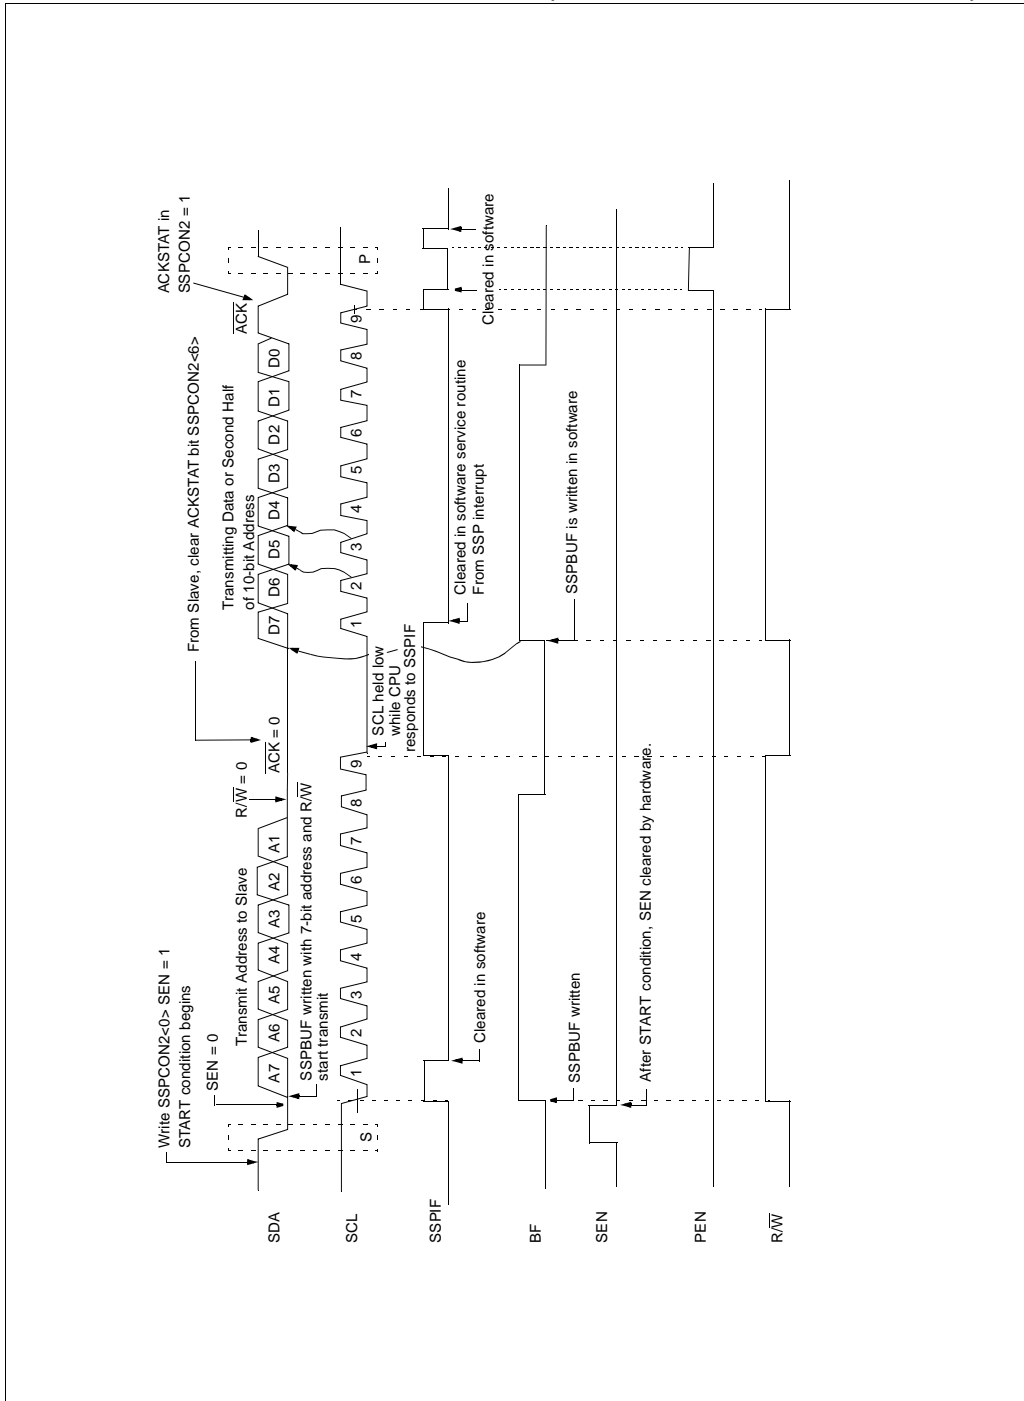 Write SSPCON2<0> SEN = 1
START condition begins
SEN = 0
Transmit Address to Slave
R/W = 0
From Slave, clear ACKSTAT bit SSPCON2<6>
ACK = 0
Transmitting Data or Second Half
of 10-bit Address
ACKSTAT in
SSPCON2 = 1
ACK
SDA
A7 A6 A5 A4 A3 A2 A1
D7 D6 D5 D4 D3 D2 D1 D0
SSPBUF written with 7-bit address and R/W
start transmit
SCL
S
1 2 3 4 5 6 7 8 9
1 2 3 4 5 6 7 8 9
P
SCL held low
while CPU
responds to SSPIF
SSPIF
Cleared in software
Cleared in software service routine
From SSP interrupt
Cleared in software
BF
SSPBUF written
SSPBUF is written in software
SEN
After START condition, SEN cleared by hardware.
PEN
R/W